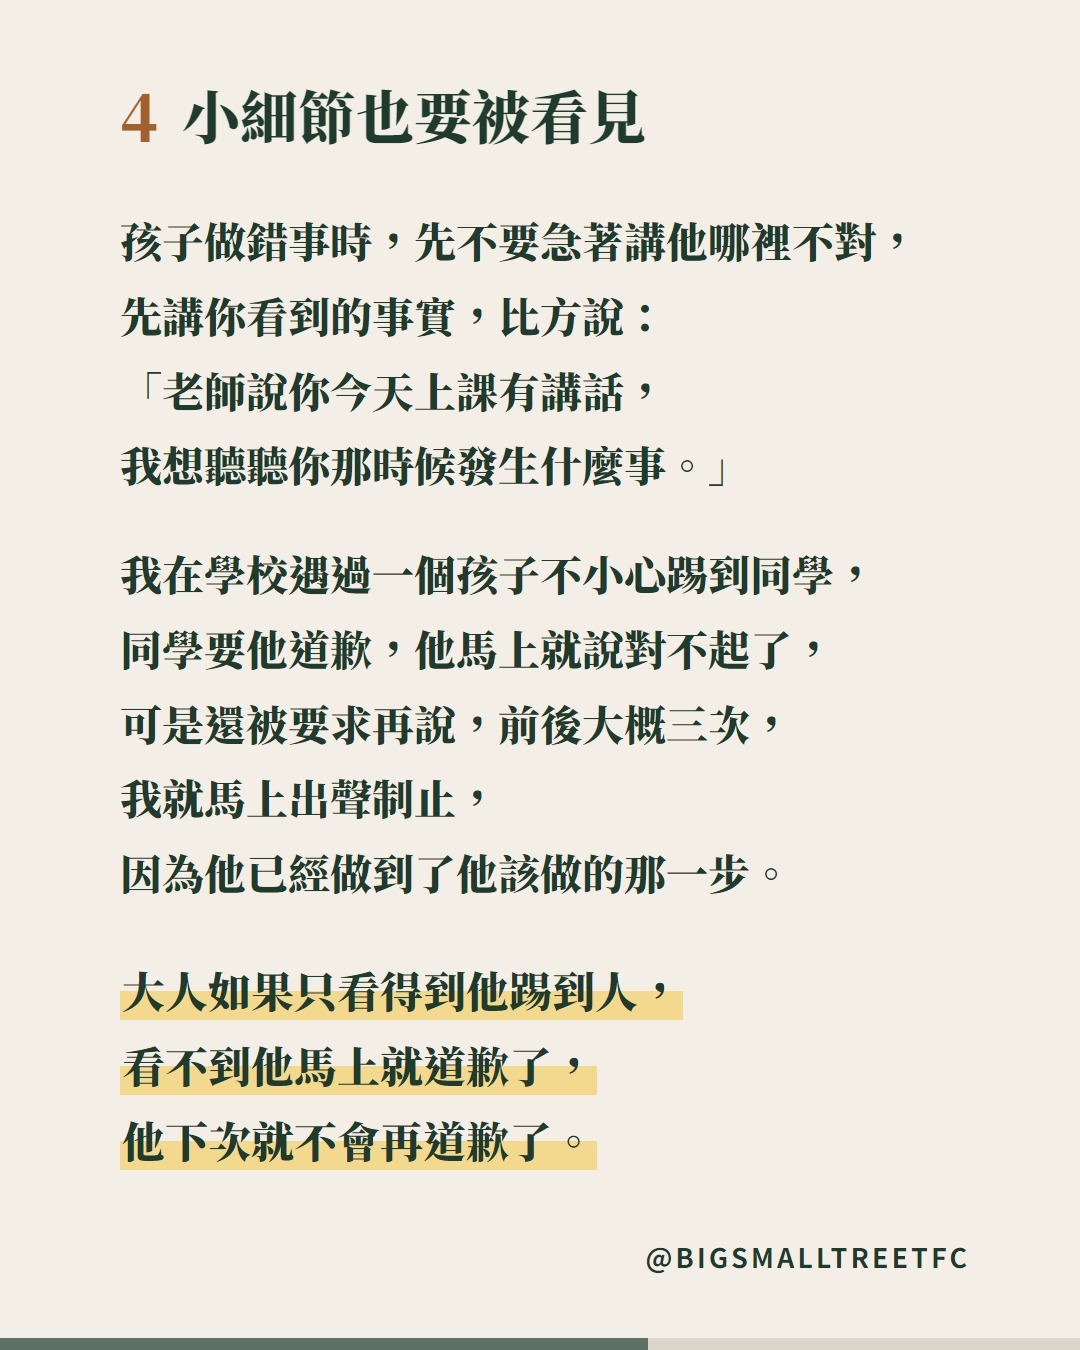 4 小細節也要被看見
孩子做錯事時，先不要急著講他哪裡不對，
先講你看到的事實，比方說：
「老師說你今天上課有講話，
我想聽聽你那時候發生什麼事。」
我在學校遇過一個孩子不小心踢到同學，
同學要他道歉，他馬上就說對不起了，
可是還被要求再說，前後大概三次，
我就馬上出聲制止，
因為他已經做到了他該做的那一步。
大人如果只看得到他踢到人，
看不到他馬上就道歉了，
他下次就不會再道歉了。
@BIGSMALLTREETFC